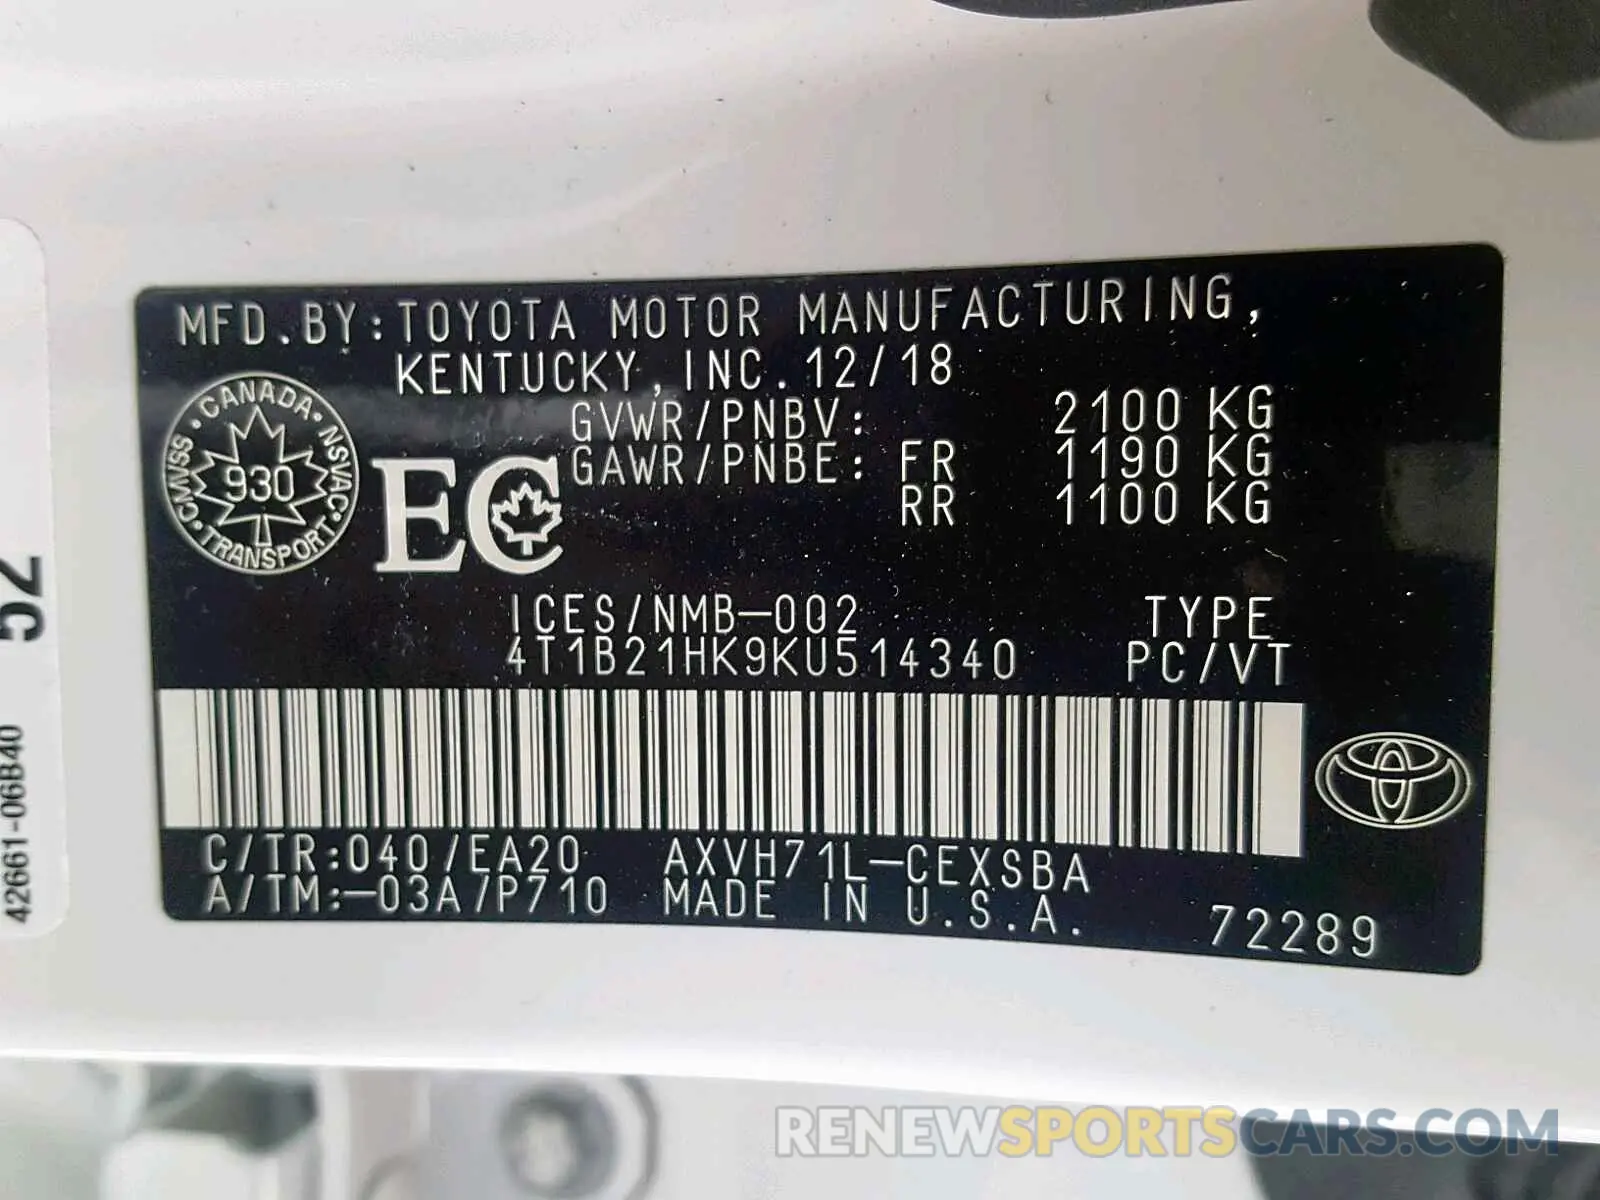 MFD.BY:TOYOTA MOTOR MANUFACTURING,
KENTUCKY, INC. 12/18
GVWR/PNBV: 2100 KG
GAWR/PNBE: FR 1190 KG
RR 1100 KG
CANADA · NSVAC · TRANSPORT · CMVSS ·
930
EC
ICES/NMB-002 TYPE
4T1B21HK9KU514340 PC/VT
C/TR:040/EA20 AXVH71L-CEXSBA
A/TM:-03A/P710 MADE IN U.S.A. 72289
52
42661-06B40
RENEWSPORTSCARS.COM